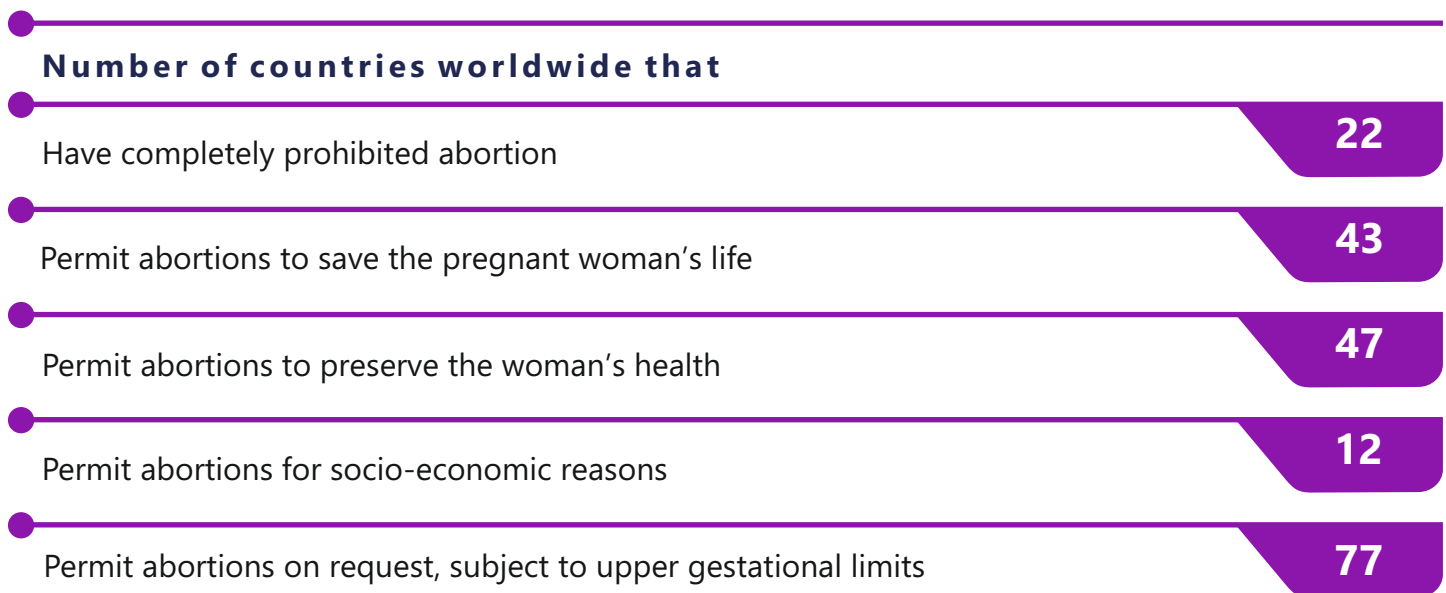 Number of countries worldwide that
Have completely prohibited abortion
22
Permit abortions to save the pregnant woman’s life
43
Permit abortions to preserve the woman’s health
47
Permit abortions for socio-economic reasons
12
Permit abortions on request, subject to upper gestational limits
77